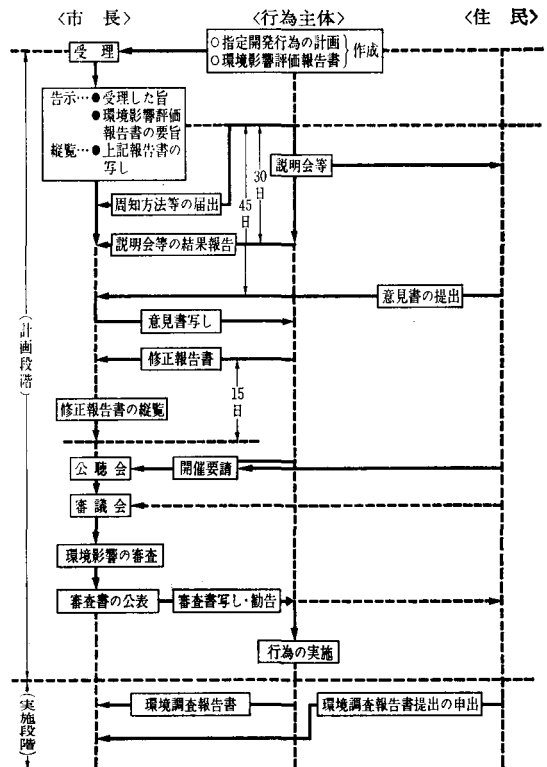 〈市 長〉 〈行為主体〉 〈住 民〉
受 理
○指定開発行為の計画
○環境影響評価報告書
作成
告示…●受理した旨
●環境影響評価
報告書の要旨
縦覧…●上記報告書の
写し
説明会等
30日
45日
周知方法等の届出
説明会等の結果報告
意見書の提出
意見書写し
(計画段階)
修正報告書
15日
修正報告書の縦覧
公聴会 開催要請
審議会
環境影響の審査
審査書の公表 審査書写し・勧告
行為の実施
(実施段階)
環境調査報告書 環境調査報告書提出の申出